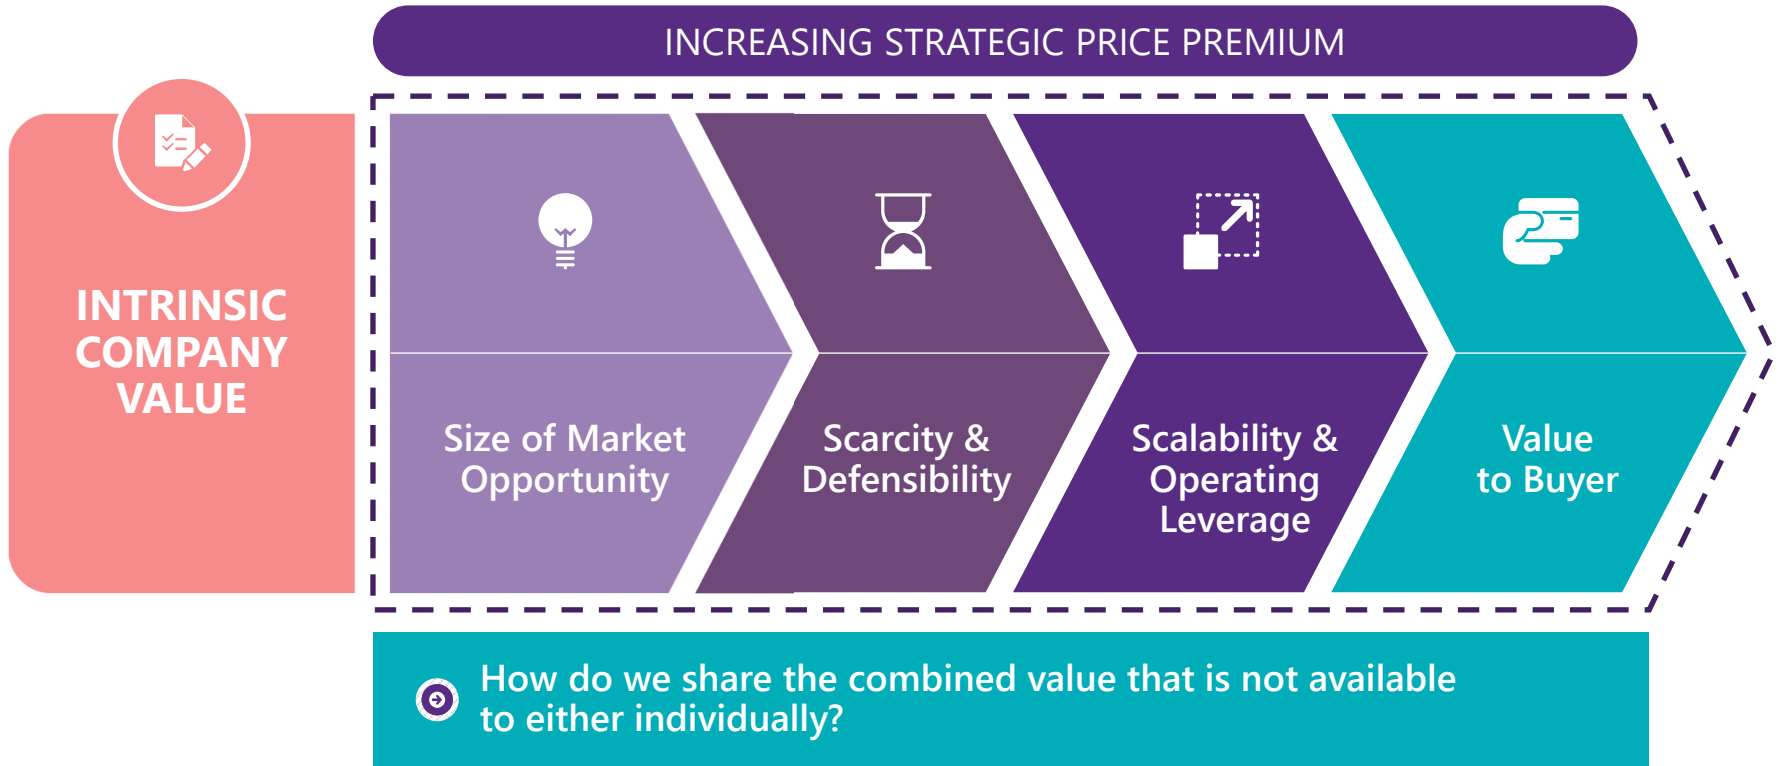 INCREASING STRATEGIC PRICE PREMIUM
INTRINSIC
COMPANY
VALUE
Size of Market
Opportunity
Scarcity &
Defensibility
Scalability &
Operating
Leverage
Value
to Buyer
How do we share the combined value that is not available
to either individually?